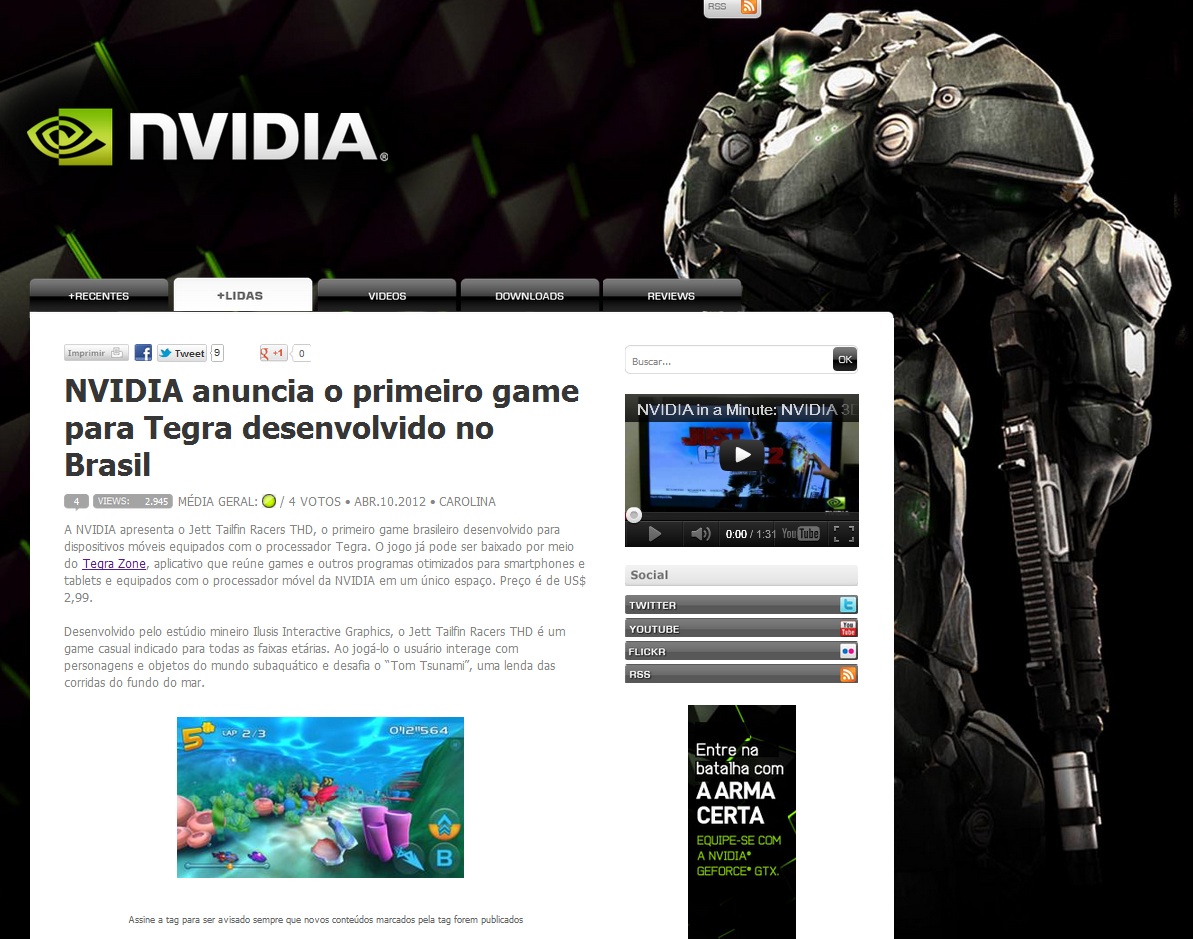 RSS
NVIDIA®
+RECENTES
+LIDAS
VIDEOS
DOWNLOADS
REVIEWS
Imprimir
Tweet 9
+1 0
NVIDIA anuncia o primeiro game
para Tegra desenvolvido no
Brasil
4 VIEWS: 2.945 MÉDIA GERAL: / 4 VOTOS • ABR.10.2012 • CAROLINA
A NVIDIA apresenta o Jett Tailfin Racers THD, o primeiro game brasileiro desenvolvido para
dispositivos móveis equipados com o processador Tegra. O jogo já pode ser baixado por meio
do Tegra Zone, aplicativo que reúne games e outros programas otimizados para smartphones e
tablets e equipados com o processador móvel da NVIDIA em um único espaço. Preço é de US$
2,99.
Desenvolvido pelo estúdio mineiro Ilusis Interactive Graphics, o Jett Tailfin Racers THD é um
game casual indicado para todas as faixas etárias. Ao jogá-lo o usuário interage com
personagens e objetos do mundo subaquático e desafia o “Tom Tsunami”, uma lenda das
corridas do fundo do mar.
5º LAP 2/3 04'21"564
B
Assine a tag para ser avisado sempre que novos conteúdos marcados pela tag forem publicados
Buscar...
OK
NVIDIA in a Minute: NVIDIA 3D
0:00 / 1:31 YouTube
Social
TWITTER
YOUTUBE
You Tube
FLICKR
RSS
Entre na
batalha com
A ARMA
CERTA
EQUIPE-SE COM
A NVIDIA®
GEFORCE® GTX.